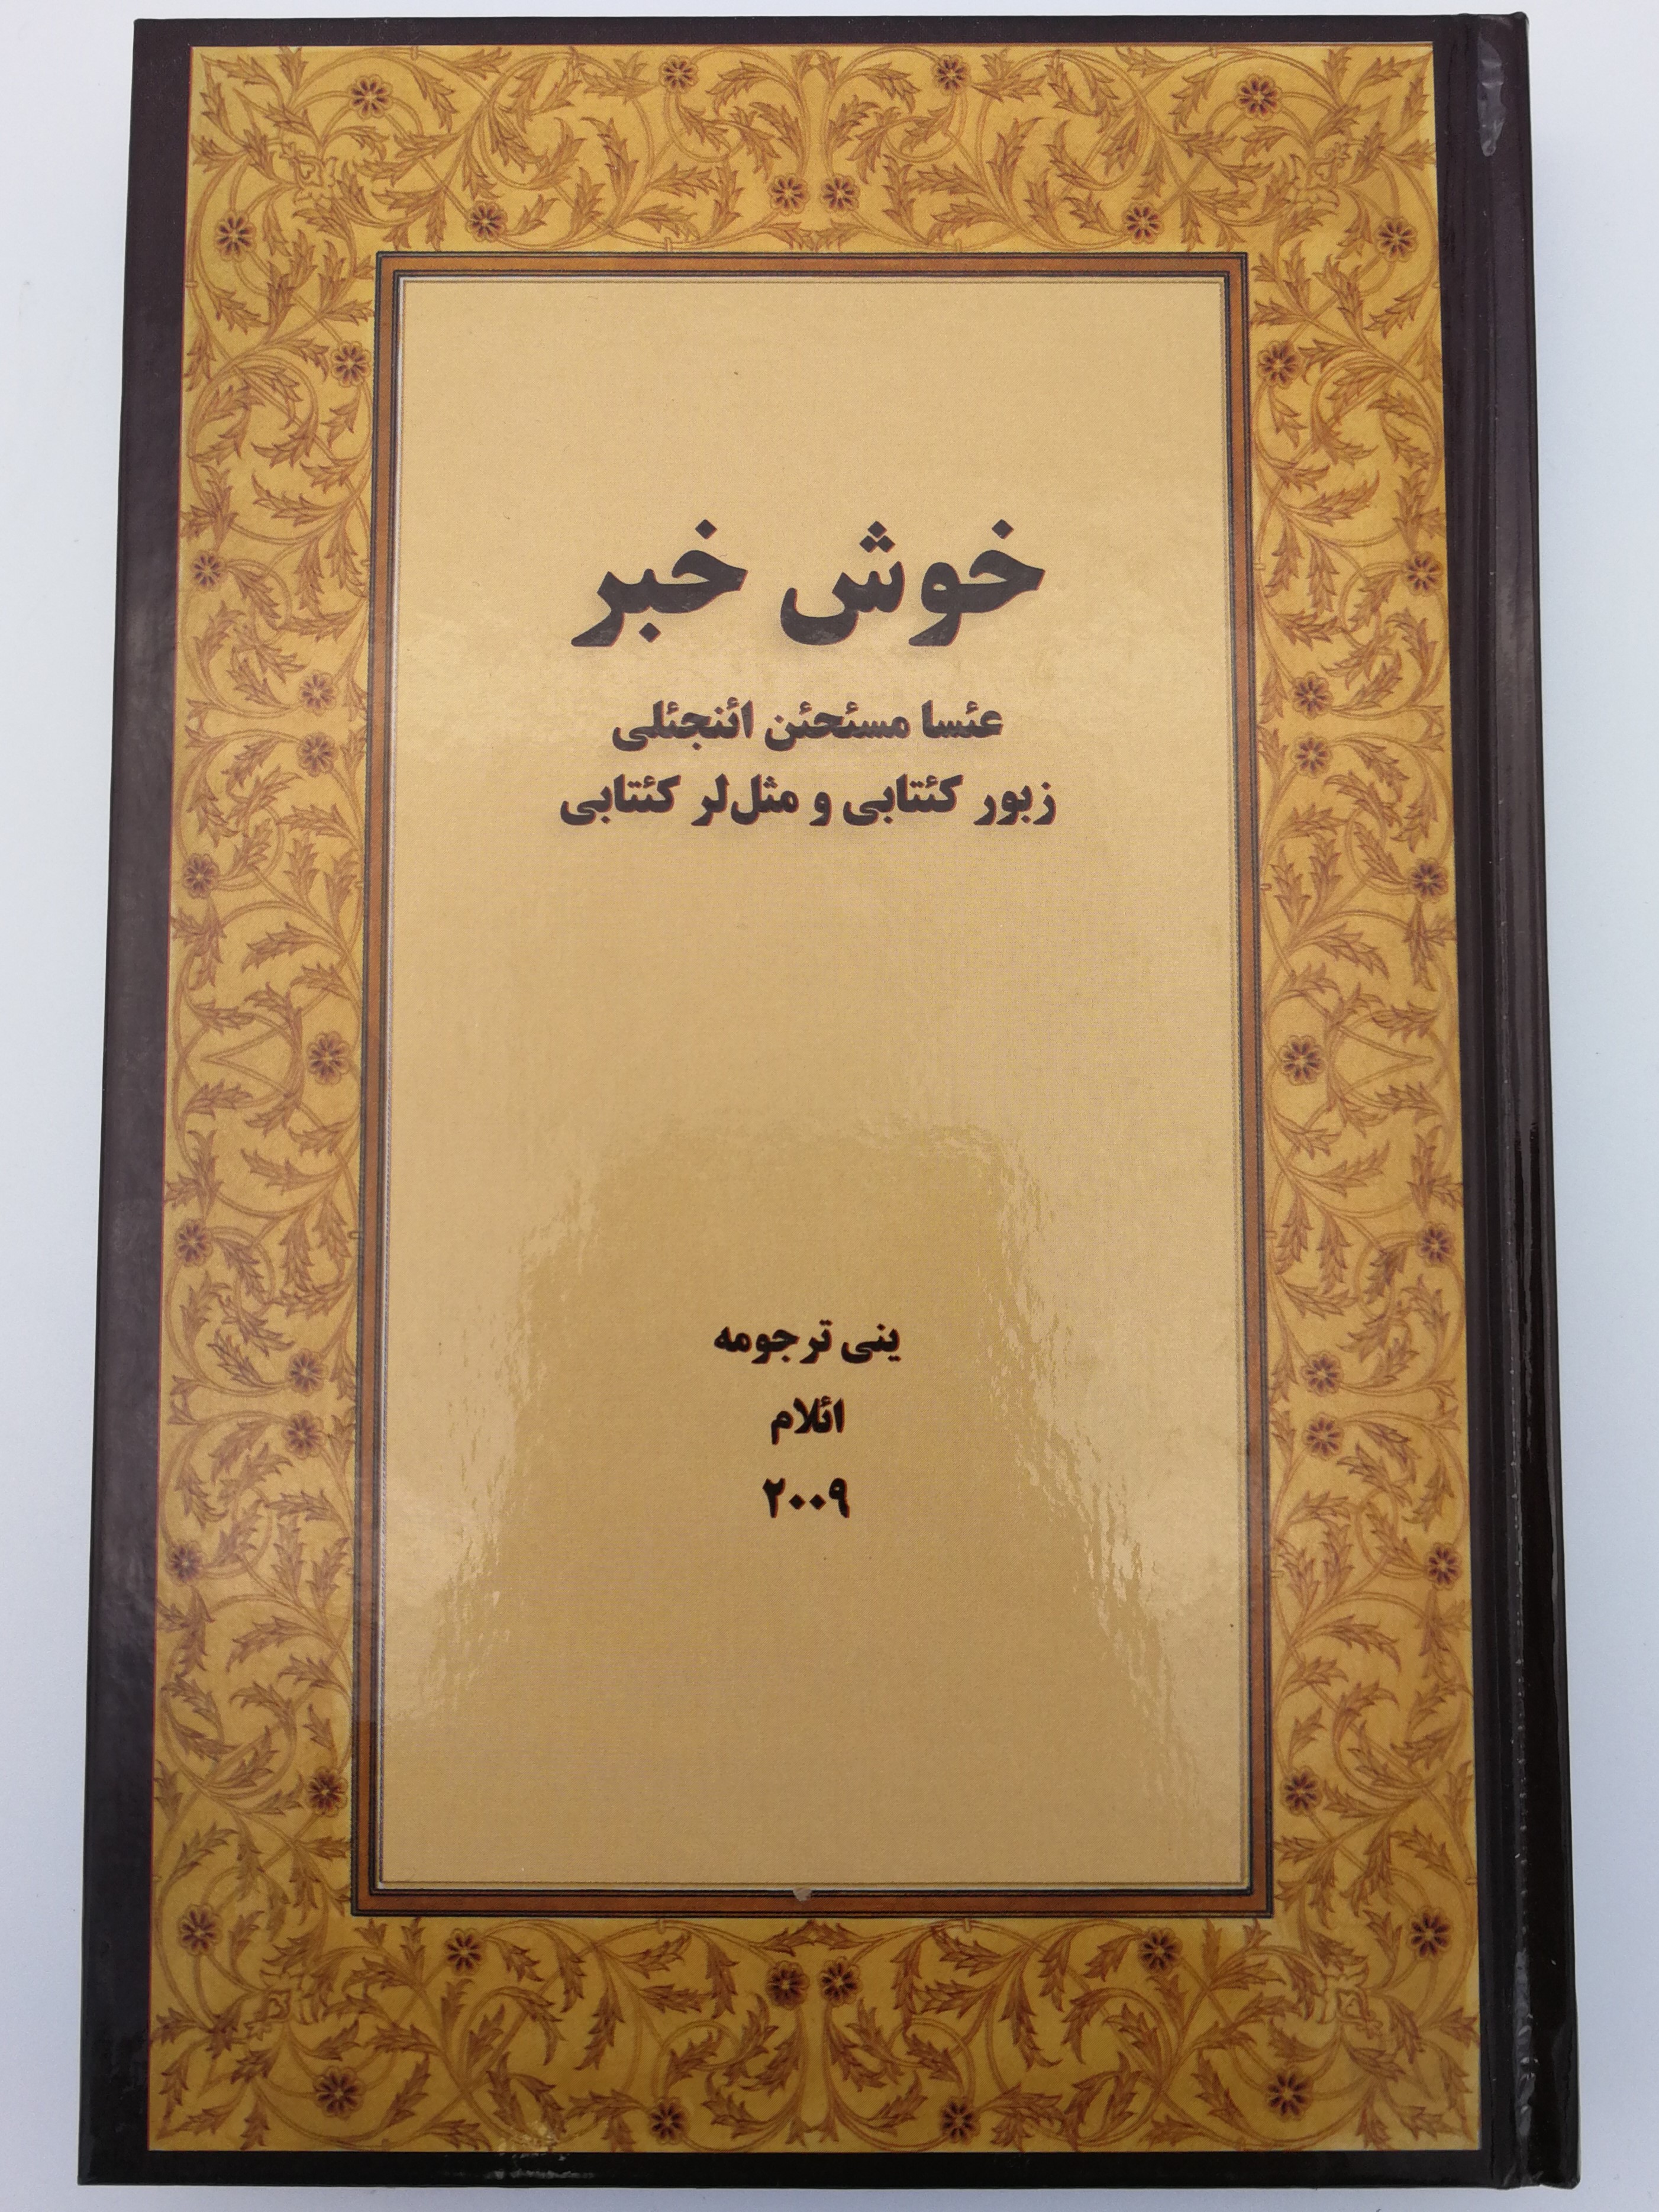 خوش خبر
عئسا مسئحئن ائنجئلی
زبور کئتابی و مثل‌لر کئتابی
ینی ترجومه
ائلام
۲۰۰۹